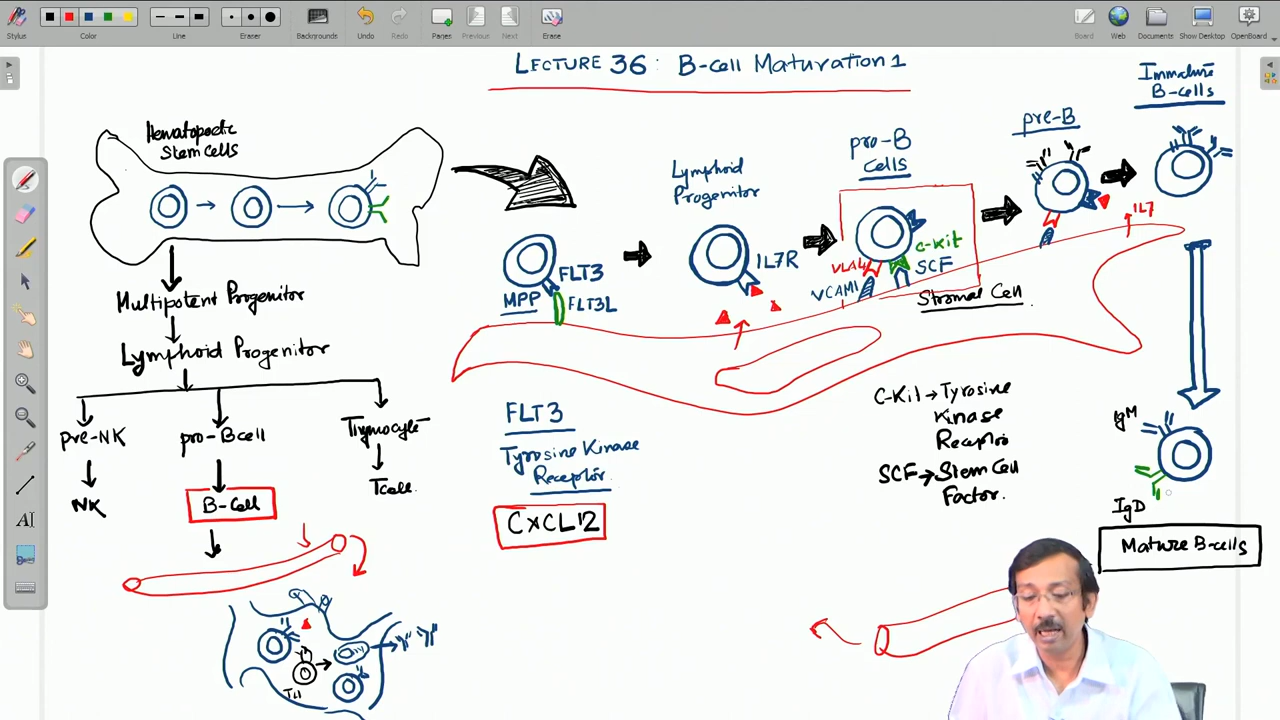 Stylus
Color
Line
Eraser
Backgrounds
Undo
Redo
Pages
Previous
Next
Erase
Board
Web
Documents
Show Desktop
OpenBoard
LECTURE 36 : B-cell Maturation 1
Hematopoetic
Stem Cells
Multipotent Progenitor
Lymphoid Progenitor
pre-NK
pro-Bcell
Thymocyte
NK
B-Cell
Tcell.
MPP
FLT3
FLT3L
Lymphoid
Progenitor
IL7R
pro-B
Cells
C-Kit
VLA4
SCF
VCAM1
Stromal Cell
pre-B
IL7
Immature
B-cells
FLT3
Tyrosine Kinase
Receptor.
CXCL12
C-Kit → Tyrosine
Kinase
Receptor
SCF → Stem Cell
Factor.
IgM
IgD
Mature B-cells